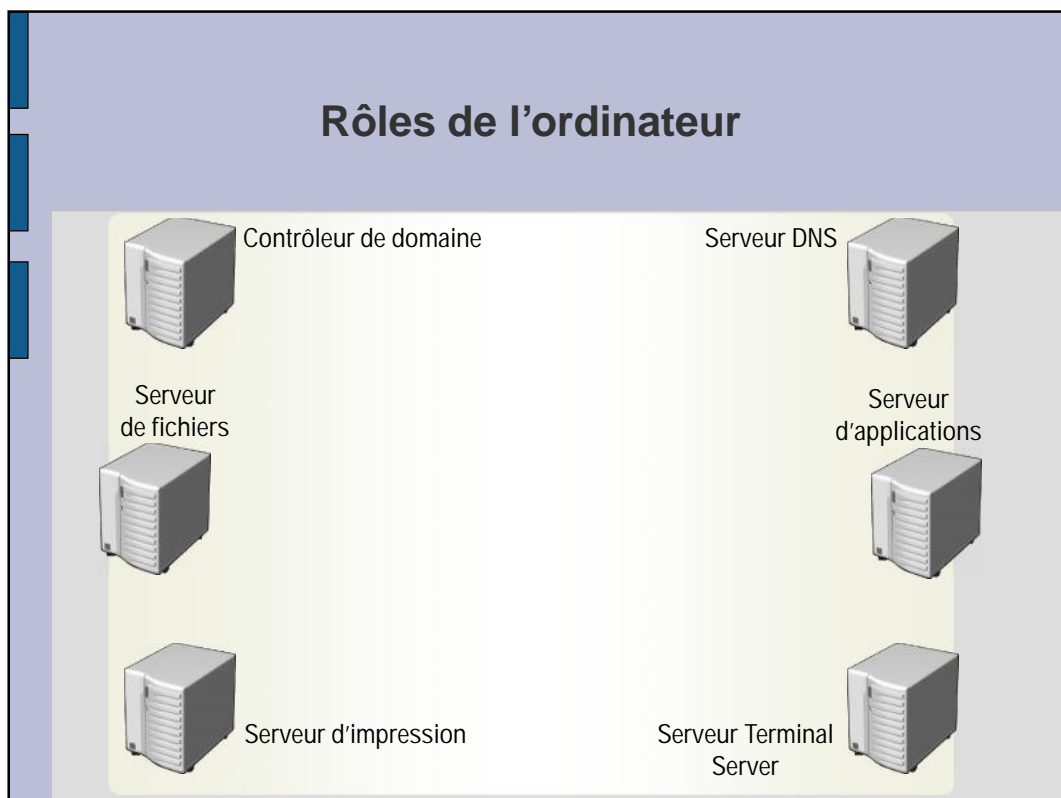 Rôles de l’ordinateur
Contrôleur de domaine
Serveur DNS
Serveur
de fichiers
Serveur
d’applications
Serveur d’impression
Serveur Terminal
Server